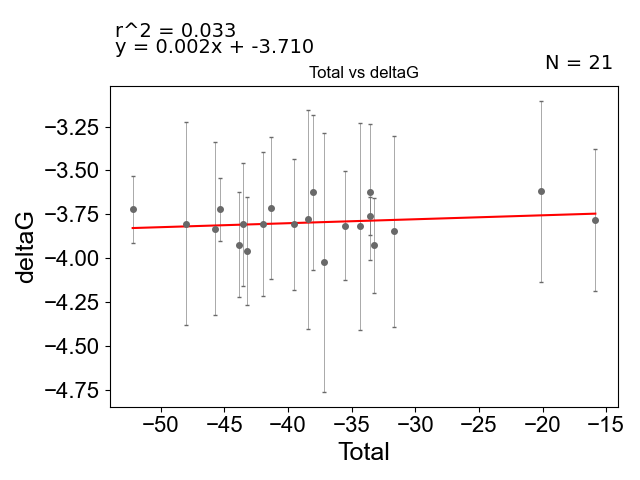 r^2 = 0.033
y = 0.002x + -3.710
N = 21
Total vs deltaG
−3.25
−3.50
−3.75
−4.00
−4.25
−4.50
−4.75
deltaG
−50 −45 −40 −35 −30 −25 −20 −15
Total